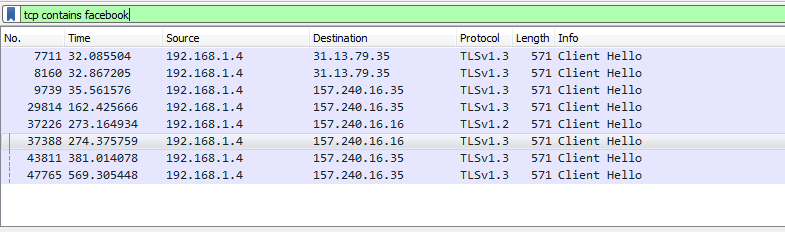 tcp contains facebook
No. Time Source Destination Protocol Length Info
7711 32.085504 192.168.1.4 31.13.79.35 TLSv1.3 571 Client Hello
8160 32.867205 192.168.1.4 31.13.79.35 TLSv1.3 571 Client Hello
9739 35.561576 192.168.1.4 157.240.16.35 TLSv1.3 571 Client Hello
29814 162.425666 192.168.1.4 157.240.16.35 TLSv1.3 571 Client Hello
37226 273.164934 192.168.1.4 157.240.16.16 TLSv1.2 571 Client Hello
37388 274.375759 192.168.1.4 157.240.16.16 TLSv1.3 571 Client Hello
43811 381.014078 192.168.1.4 157.240.16.35 TLSv1.3 571 Client Hello
47765 569.305448 192.168.1.4 157.240.16.35 TLSv1.3 571 Client Hello